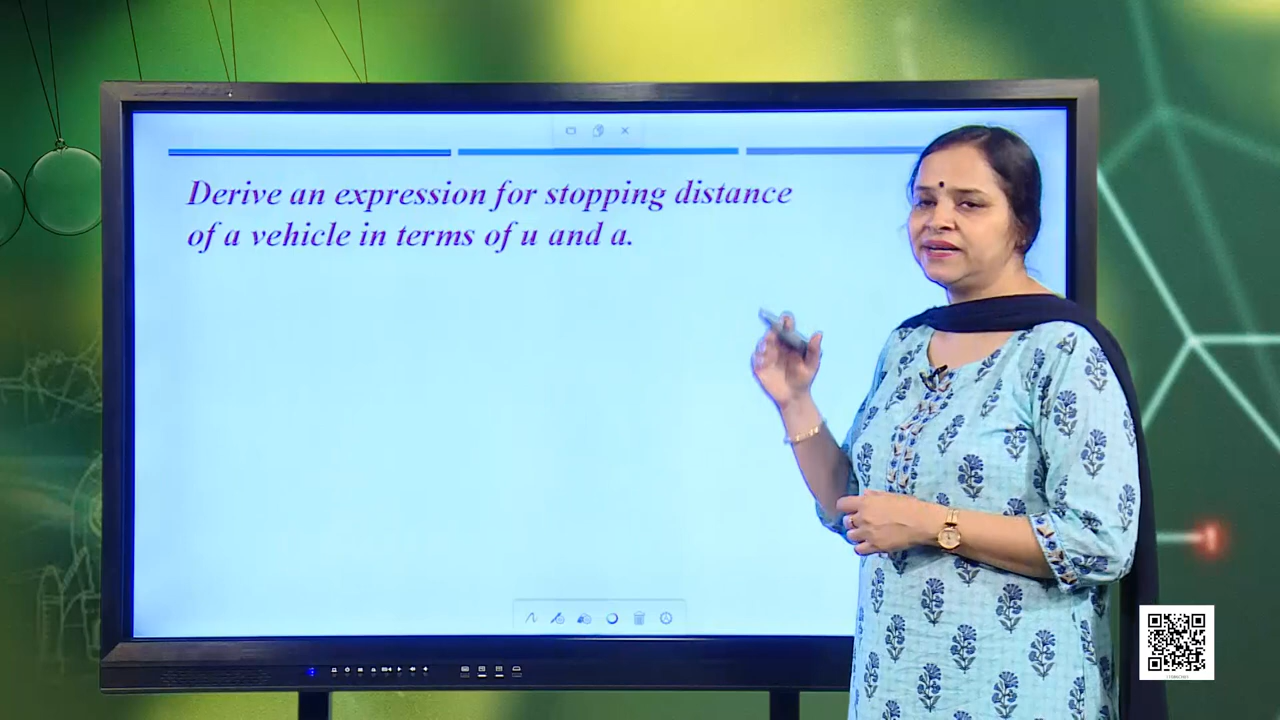 Derive an expression for stopping distance
of a vehicle in terms of u and a.